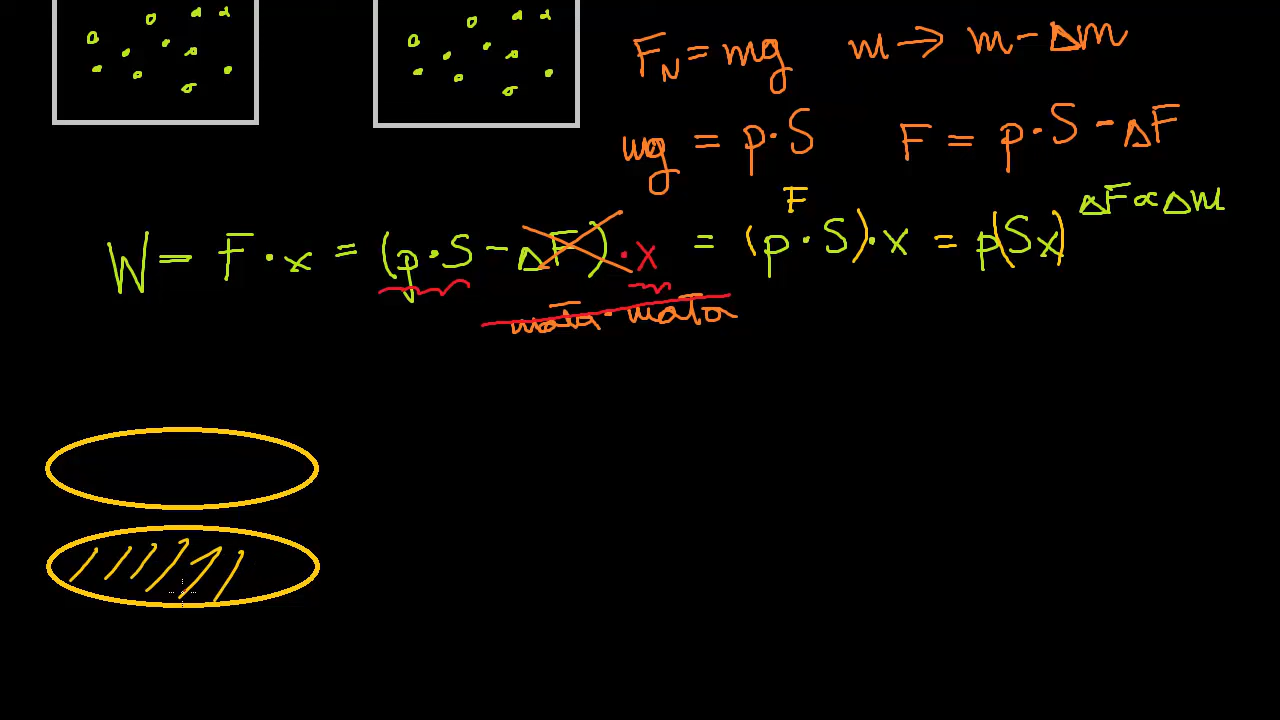 F_N = mg m → m - Δm
mg = p·S F = p·S - ΔF
F ΔF ∝ Δm
W = F·x = (p·S - ΔF)·x = (p·S)·x = p(Sx)